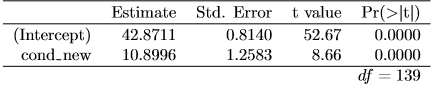 Estimate Std. Error t value Pr(>|t|)
(Intercept) 42.8711 0.8140 52.67 0.0000
cond_new 10.8996 1.2583 8.66 0.0000
df = 139